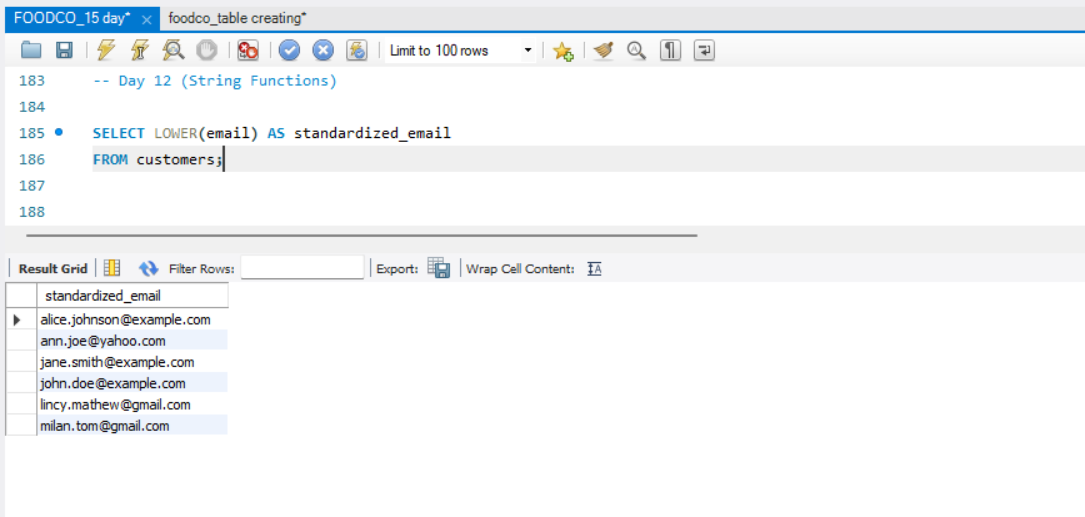 FOODCO_15 day* × foodco_table creating*
Limit to 100 rows
183 -- Day 12 (String Functions)
184
185 SELECT LOWER(email) AS standardized_email
186 FROM customers;
187
188
Result Grid Filter Rows: Export: Wrap Cell Content: IA
standardized_email
alice.johnson@example.com
ann.joe@yahoo.com
jane.smith@example.com
john.doe@example.com
lincy.mathew@gmail.com
milan.tom@gmail.com